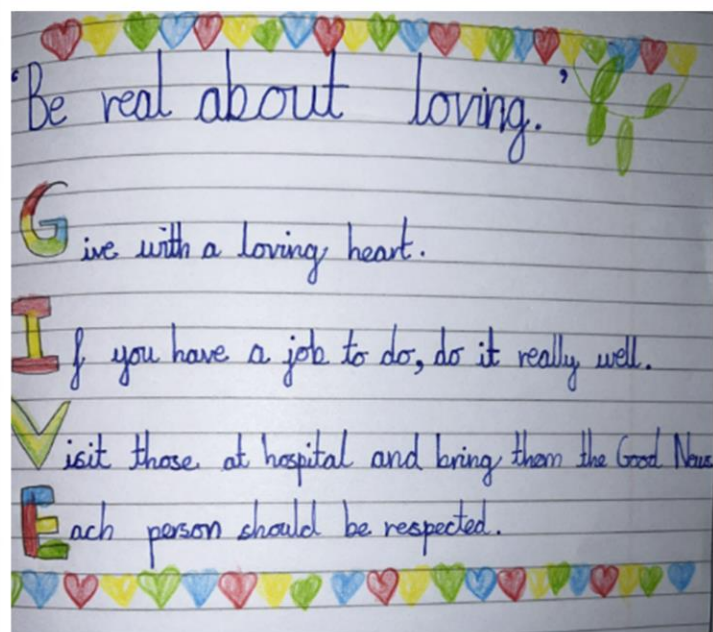 'Be real about loving.'
Give with a loving heart.
If you have a job to do, do it really well.
Visit those at hospital and bring them the Good News
Each person should be respected.